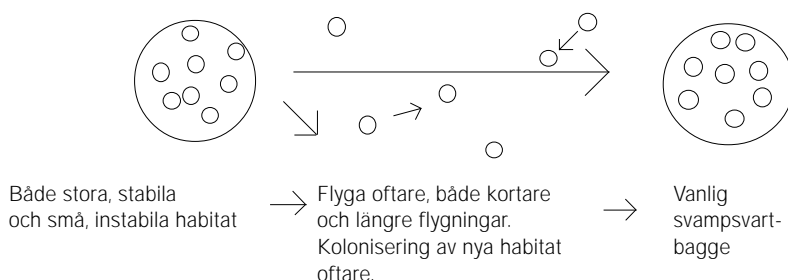 Både stora, stabila
och små, instabila habitat
Flyga oftare, både kortare
och längre flygningar.
Kolonisering av nya habitat
oftare.
Vanlig
svampsvart-
bagge